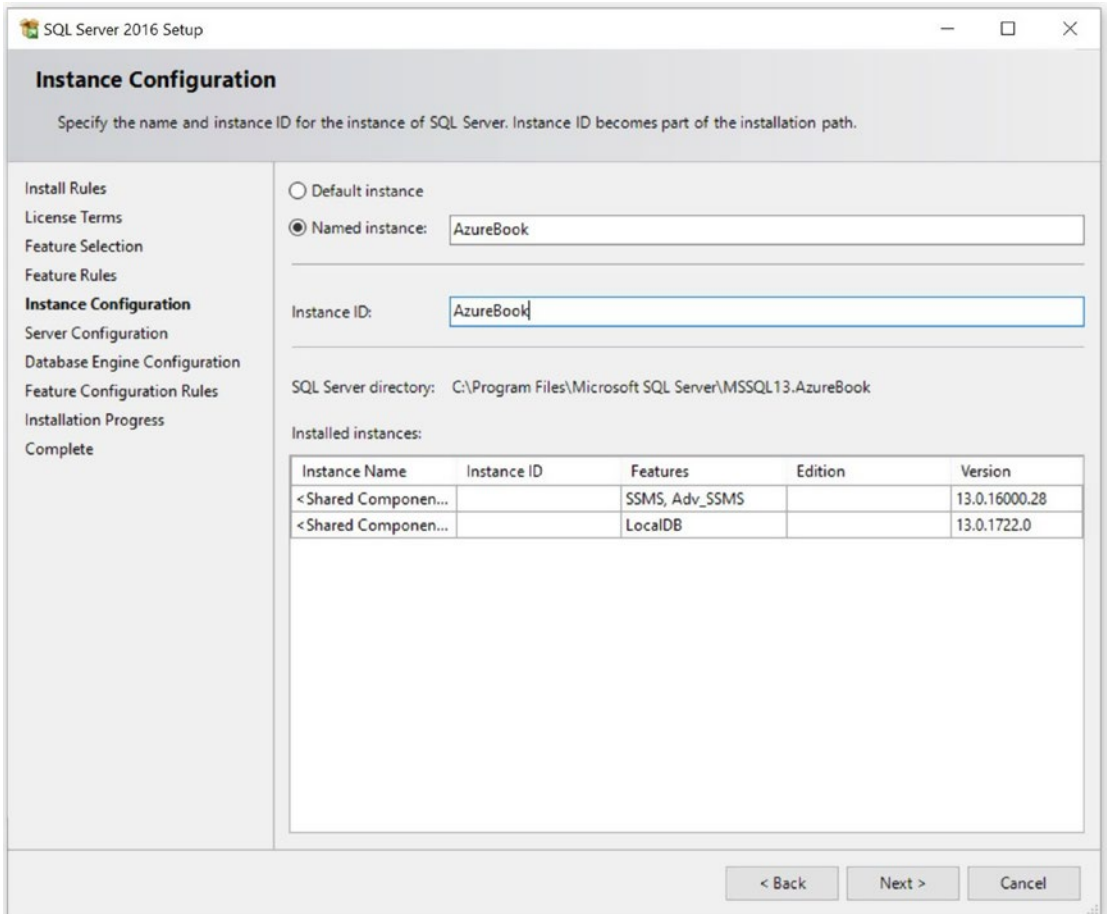 SQL Server 2016 Setup
Instance Configuration
Specify the name and instance ID for the instance of SQL Server. Instance ID becomes part of the installation path.
Install Rules
License Terms
Feature Selection
Feature Rules
Instance Configuration
Server Configuration
Database Engine Configuration
Feature Configuration Rules
Installation Progress
Complete
Default instance
Named instance: AzureBook
Instance ID: AzureBook
SQL Server directory: C:\Program Files\Microsoft SQL Server\MSSQL13.AzureBook
Installed instances:
Instance Name Instance ID Features Edition Version
<Shared Componen... SSMS, Adv_SSMS 13.0.16000.28
<Shared Componen... LocalDB 13.0.1722.0
< Back Next > Cancel